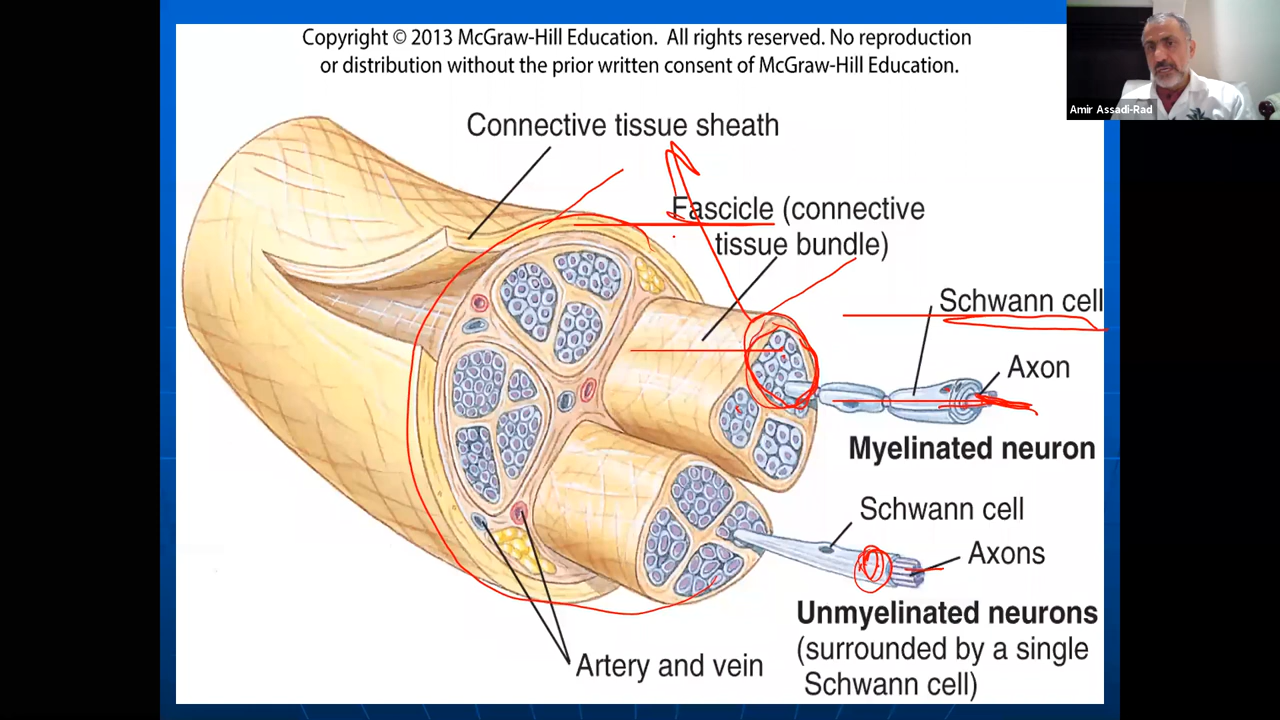 Copyright © 2013 McGraw-Hill Education. All rights reserved. No reproduction
or distribution without the prior written consent of McGraw-Hill Education.
Amir Assadi-Rad
Connective tissue sheath
Fascicle (connective
tissue bundle)
Schwann cell
Axon
Myelinated neuron
Schwann cell
Axons
Unmyelinated neurons
(surrounded by a single
Schwann cell)
Artery and vein